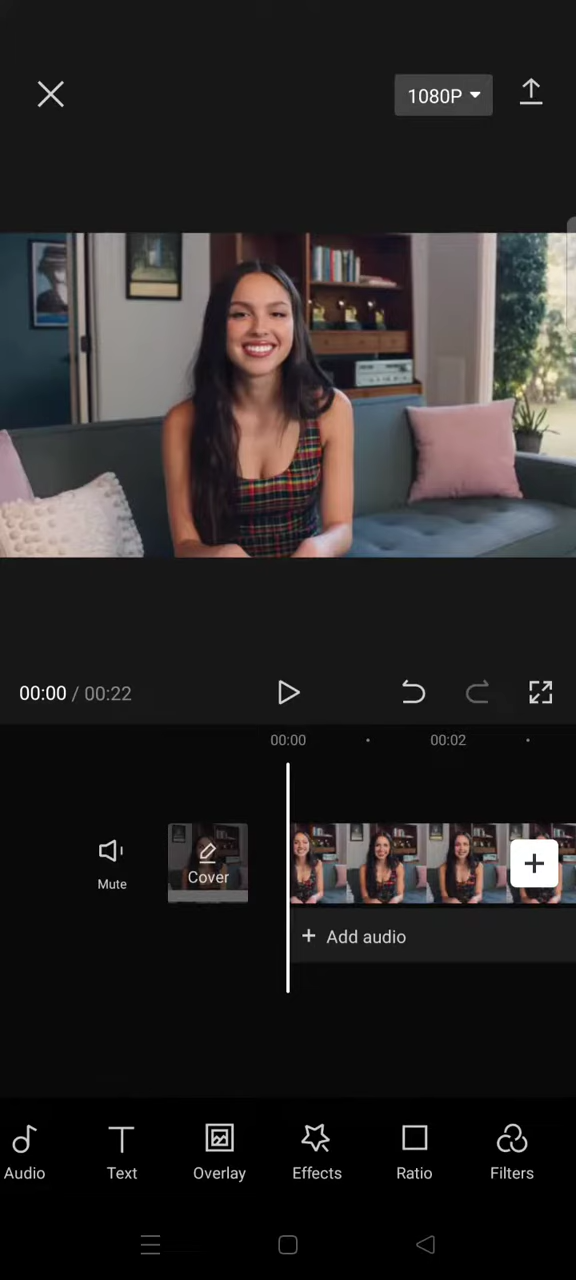 1080P
00:00 / 00:22
00:00
00:02
Mute
Cover
+ Add audio
Audio
Text
Overlay
Effects
Ratio
Filters